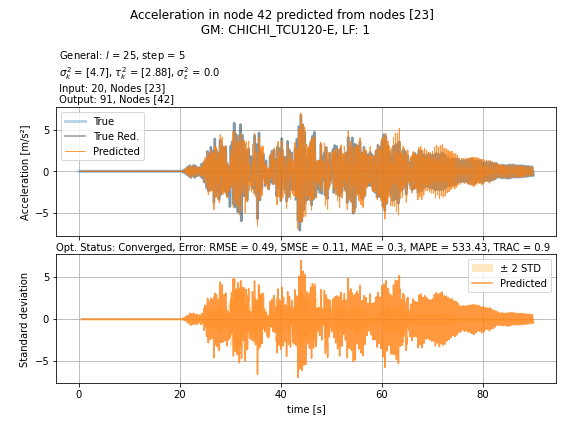 Acceleration in node 42 predicted from nodes [23]
GM: CHICHI_TCU120-E, LF: 1
General: l = 25, step = 5
σ²ₖ = [4.7], τ²ₖ = [2.88], σ²ₑ = 0.0
Input: 20, Nodes [23]
Output: 91, Nodes [42]
Acceleration [m/s²]
5
0
−5
True
True Red.
Predicted
Opt. Status: Converged, Error: RMSE = 0.49, SMSE = 0.11, MAE = 0.3, MAPE = 533.43, TRAC = 0.9
Standard deviation
5
0
−5
± 2 STD
Predicted
0 20 40 60 80
time [s]